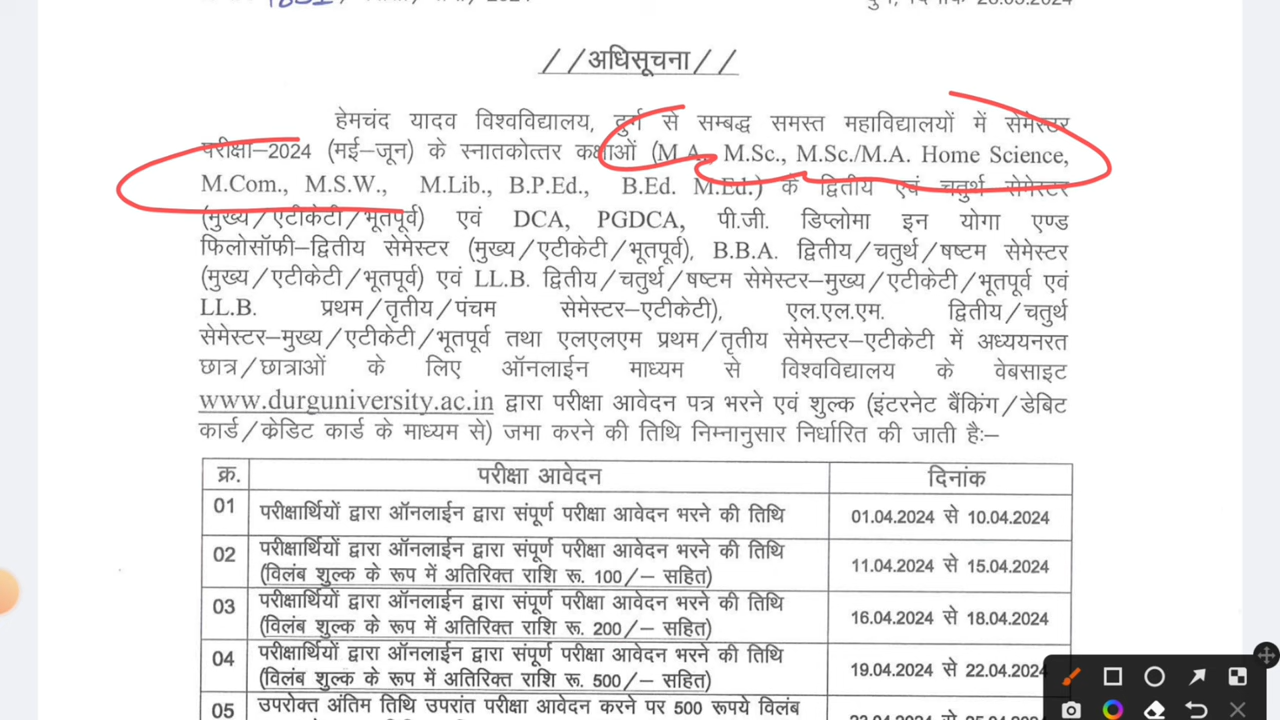 //अधिसूचना//
हेमचंद यादव विश्वविद्यालय, दुर्ग से सम्बद्ध समस्त महाविद्यालयों में सेमेस्टर
परीक्षा–2024 (मई–जून) के स्नातकोत्तर कक्षाओं (M.A., M.Sc., M.Sc./M.A. Home Science,
M.Com., M.S.W., M.Lib., B.P.Ed., B.Ed. M.Ed.) के द्वितीय एवं चतुर्थ सेमेस्टर
(मुख्य/एटीकेटी/भूतपूर्व) एवं DCA, PGDCA, पी.जी. डिप्लोमा इन योगा एण्ड
फिलोसॉफी–द्वितीय सेमेस्टर (मुख्य/एटीकेटी/भूतपूर्व), B.B.A. द्वितीय/चतुर्थ/षष्टम सेमेस्टर
(मुख्य/एटीकेटी/भूतपूर्व) एवं LL.B. द्वितीय/चतुर्थ/षष्टम सेमेस्टर–मुख्य/एटीकेटी/भूतपूर्व एवं
LL.B. प्रथम/तृतीय/पंचम सेमेस्टर–एटीकेटी), एल.एल.एम. द्वितीय/चतुर्थ
सेमेस्टर–मुख्य/एटीकेटी/भूतपूर्व तथा एलएलएम प्रथम/तृतीय सेमेस्टर–एटीकेटी में अध्ययनरत
छात्र/छात्राओं के लिए ऑनलाईन माध्यम से विश्वविद्यालय के वेबसाइट
www.durguniversity.ac.in द्वारा परीक्षा आवेदन पत्र भरने एवं शुल्क (इंटरनेट बैंकिंग/डेबिट
कार्ड/क्रेडिट कार्ड के माध्यम से) जमा करने की तिथि निम्नानुसार निर्धारित की जाती है:–
क्र. परीक्षा आवेदन दिनांक
01 परीक्षार्थियों द्वारा ऑनलाईन द्वारा संपूर्ण परीक्षा आवेदन भरने की तिथि 01.04.2024 से 10.04.2024
02 परीक्षार्थियों द्वारा ऑनलाईन द्वारा संपूर्ण परीक्षा आवेदन भरने की तिथि
(विलंब शुल्क के रूप में अतिरिक्त राशि रू. 100/– सहित) 11.04.2024 से 15.04.2024
03 परीक्षार्थियों द्वारा ऑनलाईन द्वारा संपूर्ण परीक्षा आवेदन भरने की तिथि
(विलंब शुल्क के रूप में अतिरिक्त राशि रू. 200/– सहित) 16.04.2024 से 18.04.2024
04 परीक्षार्थियों द्वारा ऑनलाईन द्वारा संपूर्ण परीक्षा आवेदन भरने की तिथि
(विलंब शुल्क के रूप में अतिरिक्त राशि रू. 500/– सहित) 19.04.2024 से 22.04.2024
05 उपरोक्त अंतिम तिथि उपरांत परीक्षा आवेदन करने पर 500 रूपये विलंब